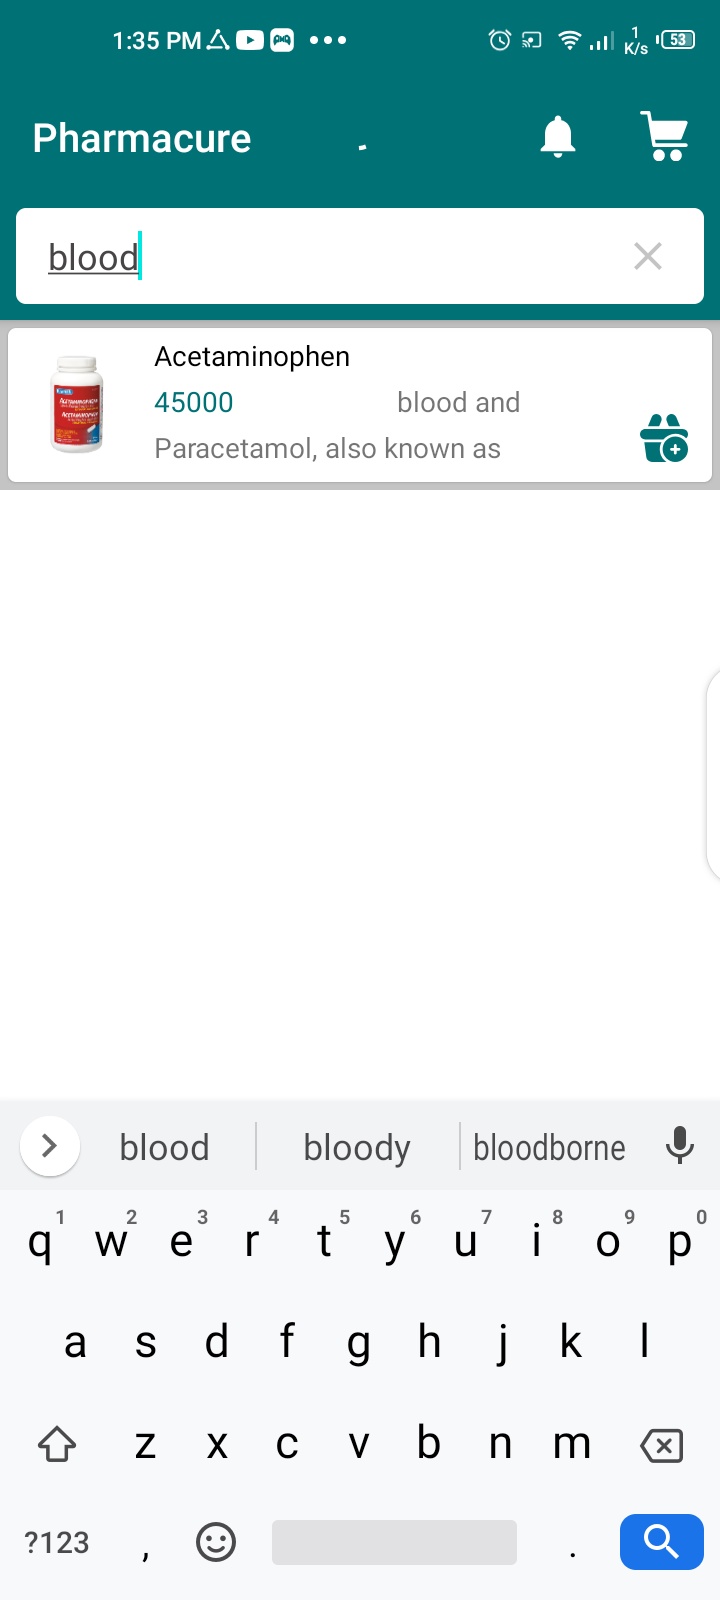 1:35 PM
1
K/s
53
Pharmacure
blood
Acetaminophen
45000 blood and
Paracetamol, also known as
blood bloody bloodborne
1 2 3 4 5 6 7 8 9 0
q w e r t y u i o p
a s d f g h j k l
z x c v b n m
?123 , .